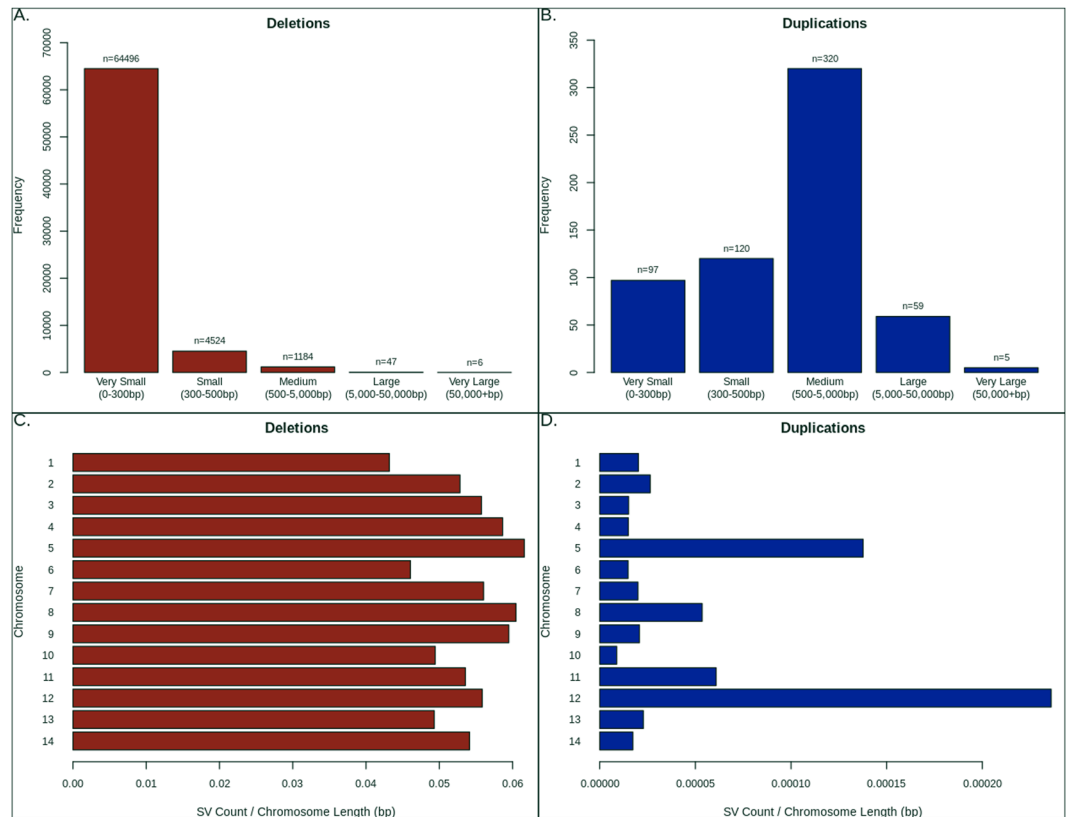 A.
Deletions
Frequency
70000
60000
50000
40000
30000
20000
10000
0
n=64496
n=4524
n=1184
n=47
n=6
Very Small Small Medium Large Very Large
(0-300bp) (300-500bp) (500-5,000bp) (5,000-50,000bp) (50,000+bp)
B.
Duplications
Frequency
350
300
250
200
150
100
50
0
n=97
n=120
n=320
n=59
n=5
Very Small Small Medium Large Very Large
(0-300bp) (300-500bp) (500-5,000bp) (5,000-50,000bp) (50,000+bp)
C.
Deletions
Chromosome
1
2
3
4
5
6
7
8
9
10
11
12
13
14
0.00 0.01 0.02 0.03 0.04 0.05 0.06
SV Count / Chromosome Length (bp)
D.
Duplications
Chromosome
1
2
3
4
5
6
7
8
9
10
11
12
13
14
0.00000 0.00005 0.00010 0.00015 0.00020
SV Count / Chromosome Length (bp)